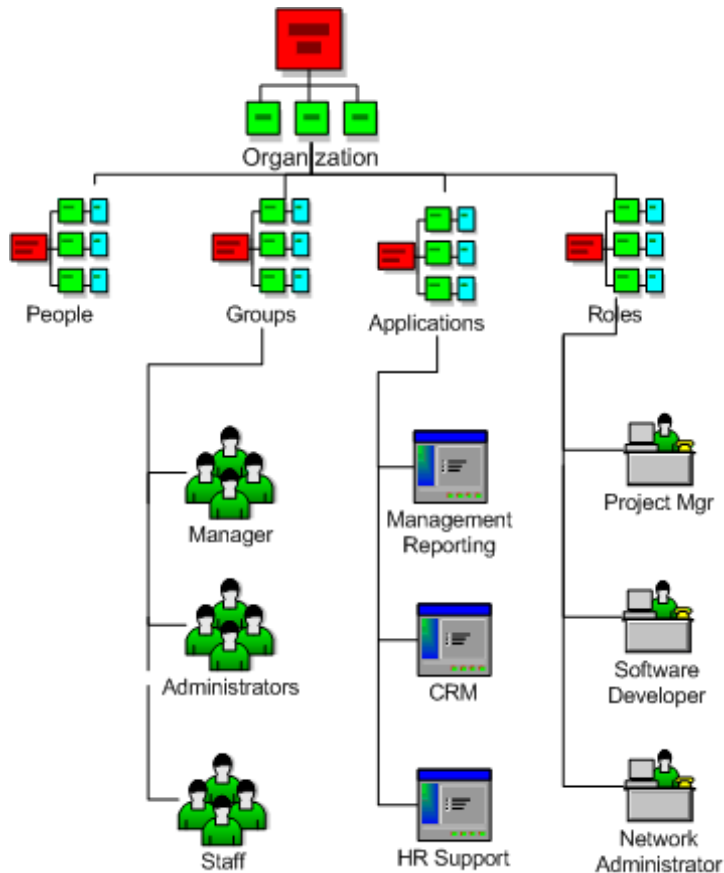 Organization
People
Groups
Applications
Roles
Manager
Management
Reporting
Project Mgr
Administrators
CRM
Software
Developer
Staff
HR Support
Network
Administrator